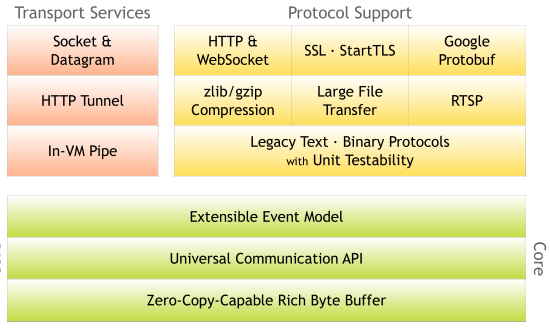 Transport Services
Protocol Support
Socket &
Datagram
HTTP Tunnel
In-VM Pipe
HTTP &
WebSocket
SSL · StartTLS
Google
Protobuf
zlib/gzip
Compression
Large File
Transfer
RTSP
Legacy Text · Binary Protocols
with Unit Testability
Extensible Event Model
Universal Communication API
Zero-Copy-Capable Rich Byte Buffer
Core